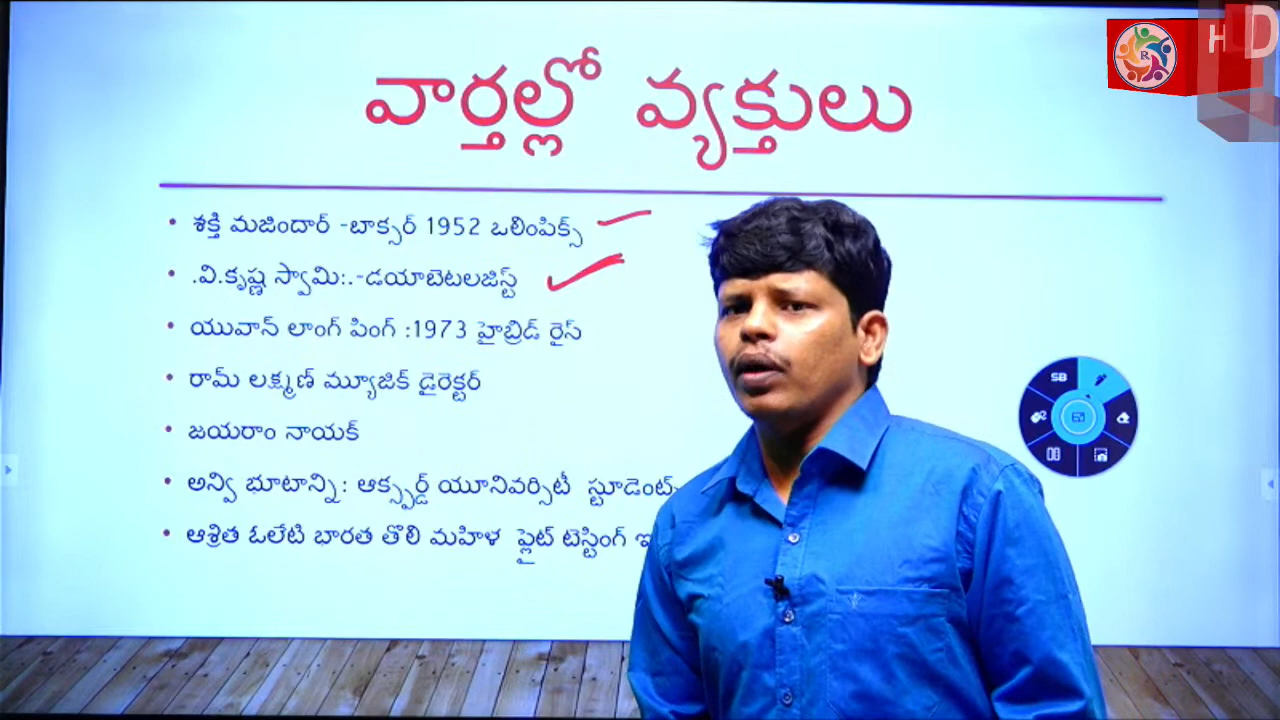 వార్తల్లో వ్యక్తులు
HD
R
• శక్తి మజుందార్ -బాక్సర్ 1952 ఒలింపిక్స్
• .వి.కృష్ణ స్వామి:.-డయాబెటలజిస్ట్
• యువాన్ లాంగ్ పింగ్ :1973 హైబ్రిడ్ రైస్
• రామ్ లక్ష్మణ్ మ్యూజిక్ డైరెక్టర్
SB
• జయరాం నాయక్
• అన్వి భూటాన్ని: ఆక్స్ఫర్డ్ యూనివర్సిటీ స్టూడెంట్-
• ఆశ్రిత ఓలేటి భారత తొలి మహిళ ఫ్లైట్ టెస్టింగ్